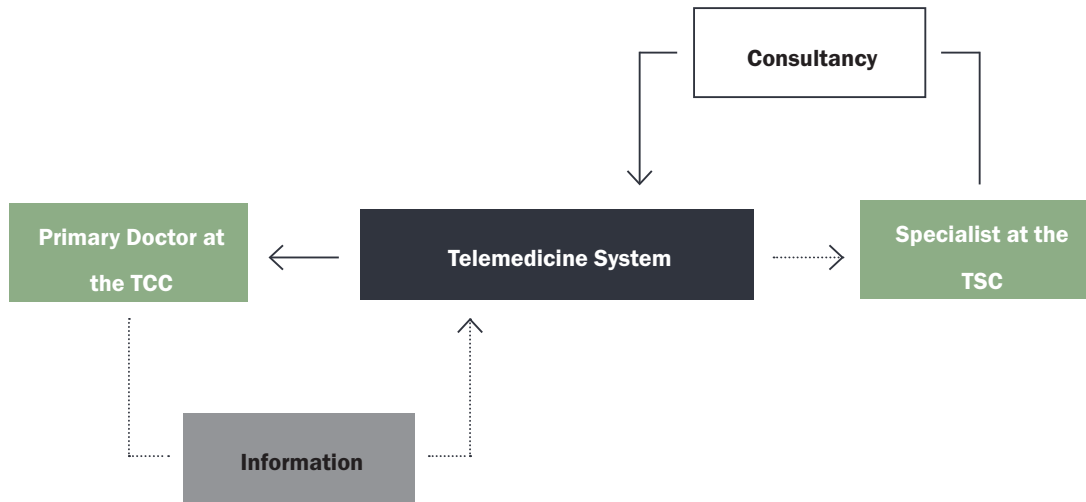 Consultancy
Primary Doctor at
the TCC
Telemedicine System
Specialist at the
TSC
Information